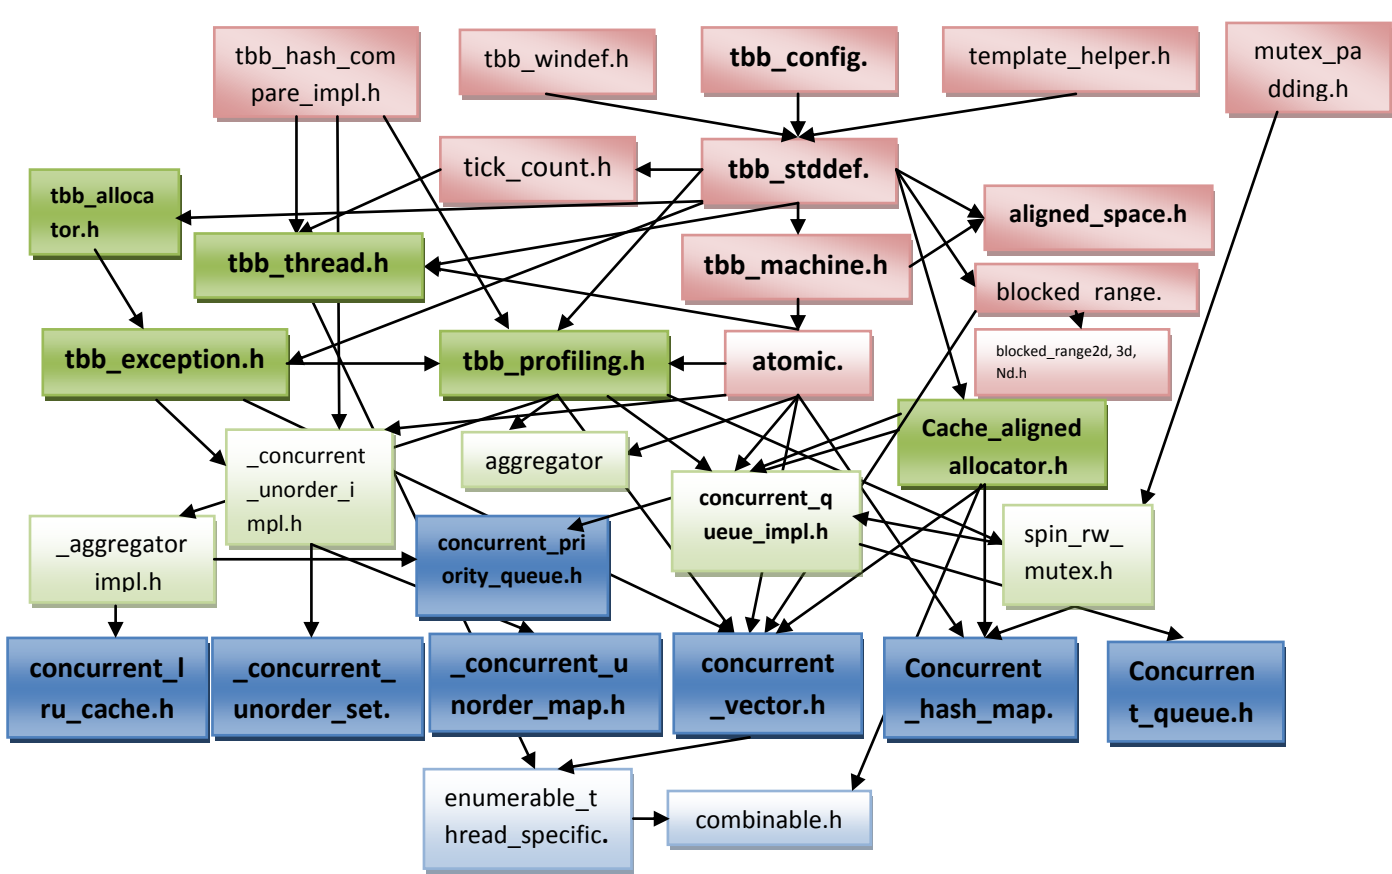 tbb_hash_com
pare_impl.h
tbb_windef.h
tbb_config.
template_helper.h
mutex_pa
dding.h
tick_count.h
tbb_stddef.
tbb_alloca
tor.h
aligned_space.h
tbb_thread.h
tbb_machine.h
blocked_range.
tbb_exception.h
tbb_profiling.h
atomic.
blocked_range2d, 3d,
Nd.h
_concurrent
_unorder_i
mpl.h
aggregator
Cache_aligned
allocator.h
concurrent_q
ueue_impl.h
_aggregator
impl.h
concurrent_pri
ority_queue.h
spin_rw_
mutex.h
concurrent_l
ru_cache.h
_concurrent_
unorder_set.
_concurrent_u
norder_map.h
concurrent
_vector.h
Concurrent
_hash_map.
Concurren
t_queue.h
enumerable_t
hread_specific.
combinable.h